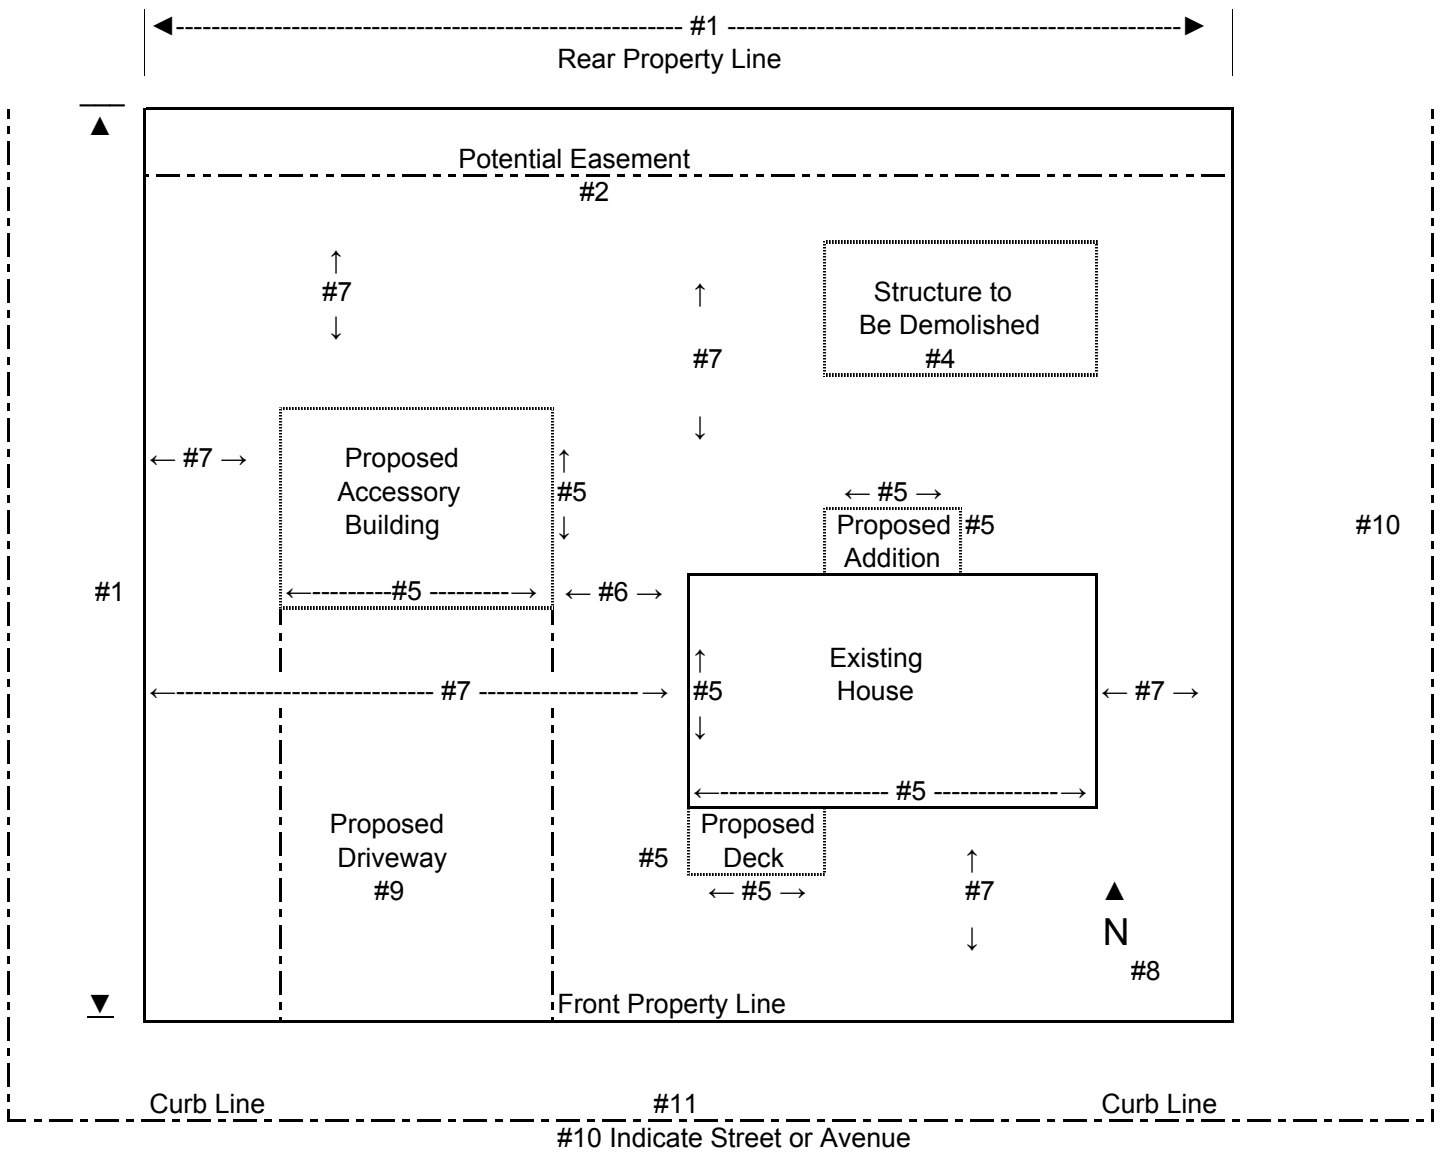 #1
Rear Property Line
Potential Easement
#2
#7
#7
Structure to
Be Demolished
#4
← #7 →
Proposed
Accessory
Building
#5
←---------#5 ---------→
← #6 →
← #5 →
Proposed
Addition
#5
#10
#1
Existing
House
#5
#7
← #7 →
← #5 →
Proposed
Driveway
#9
#5
Proposed
Deck
← #5 →
#7
N
#8
Front Property Line
Curb Line
#11
Curb Line
#10 Indicate Street or Avenue